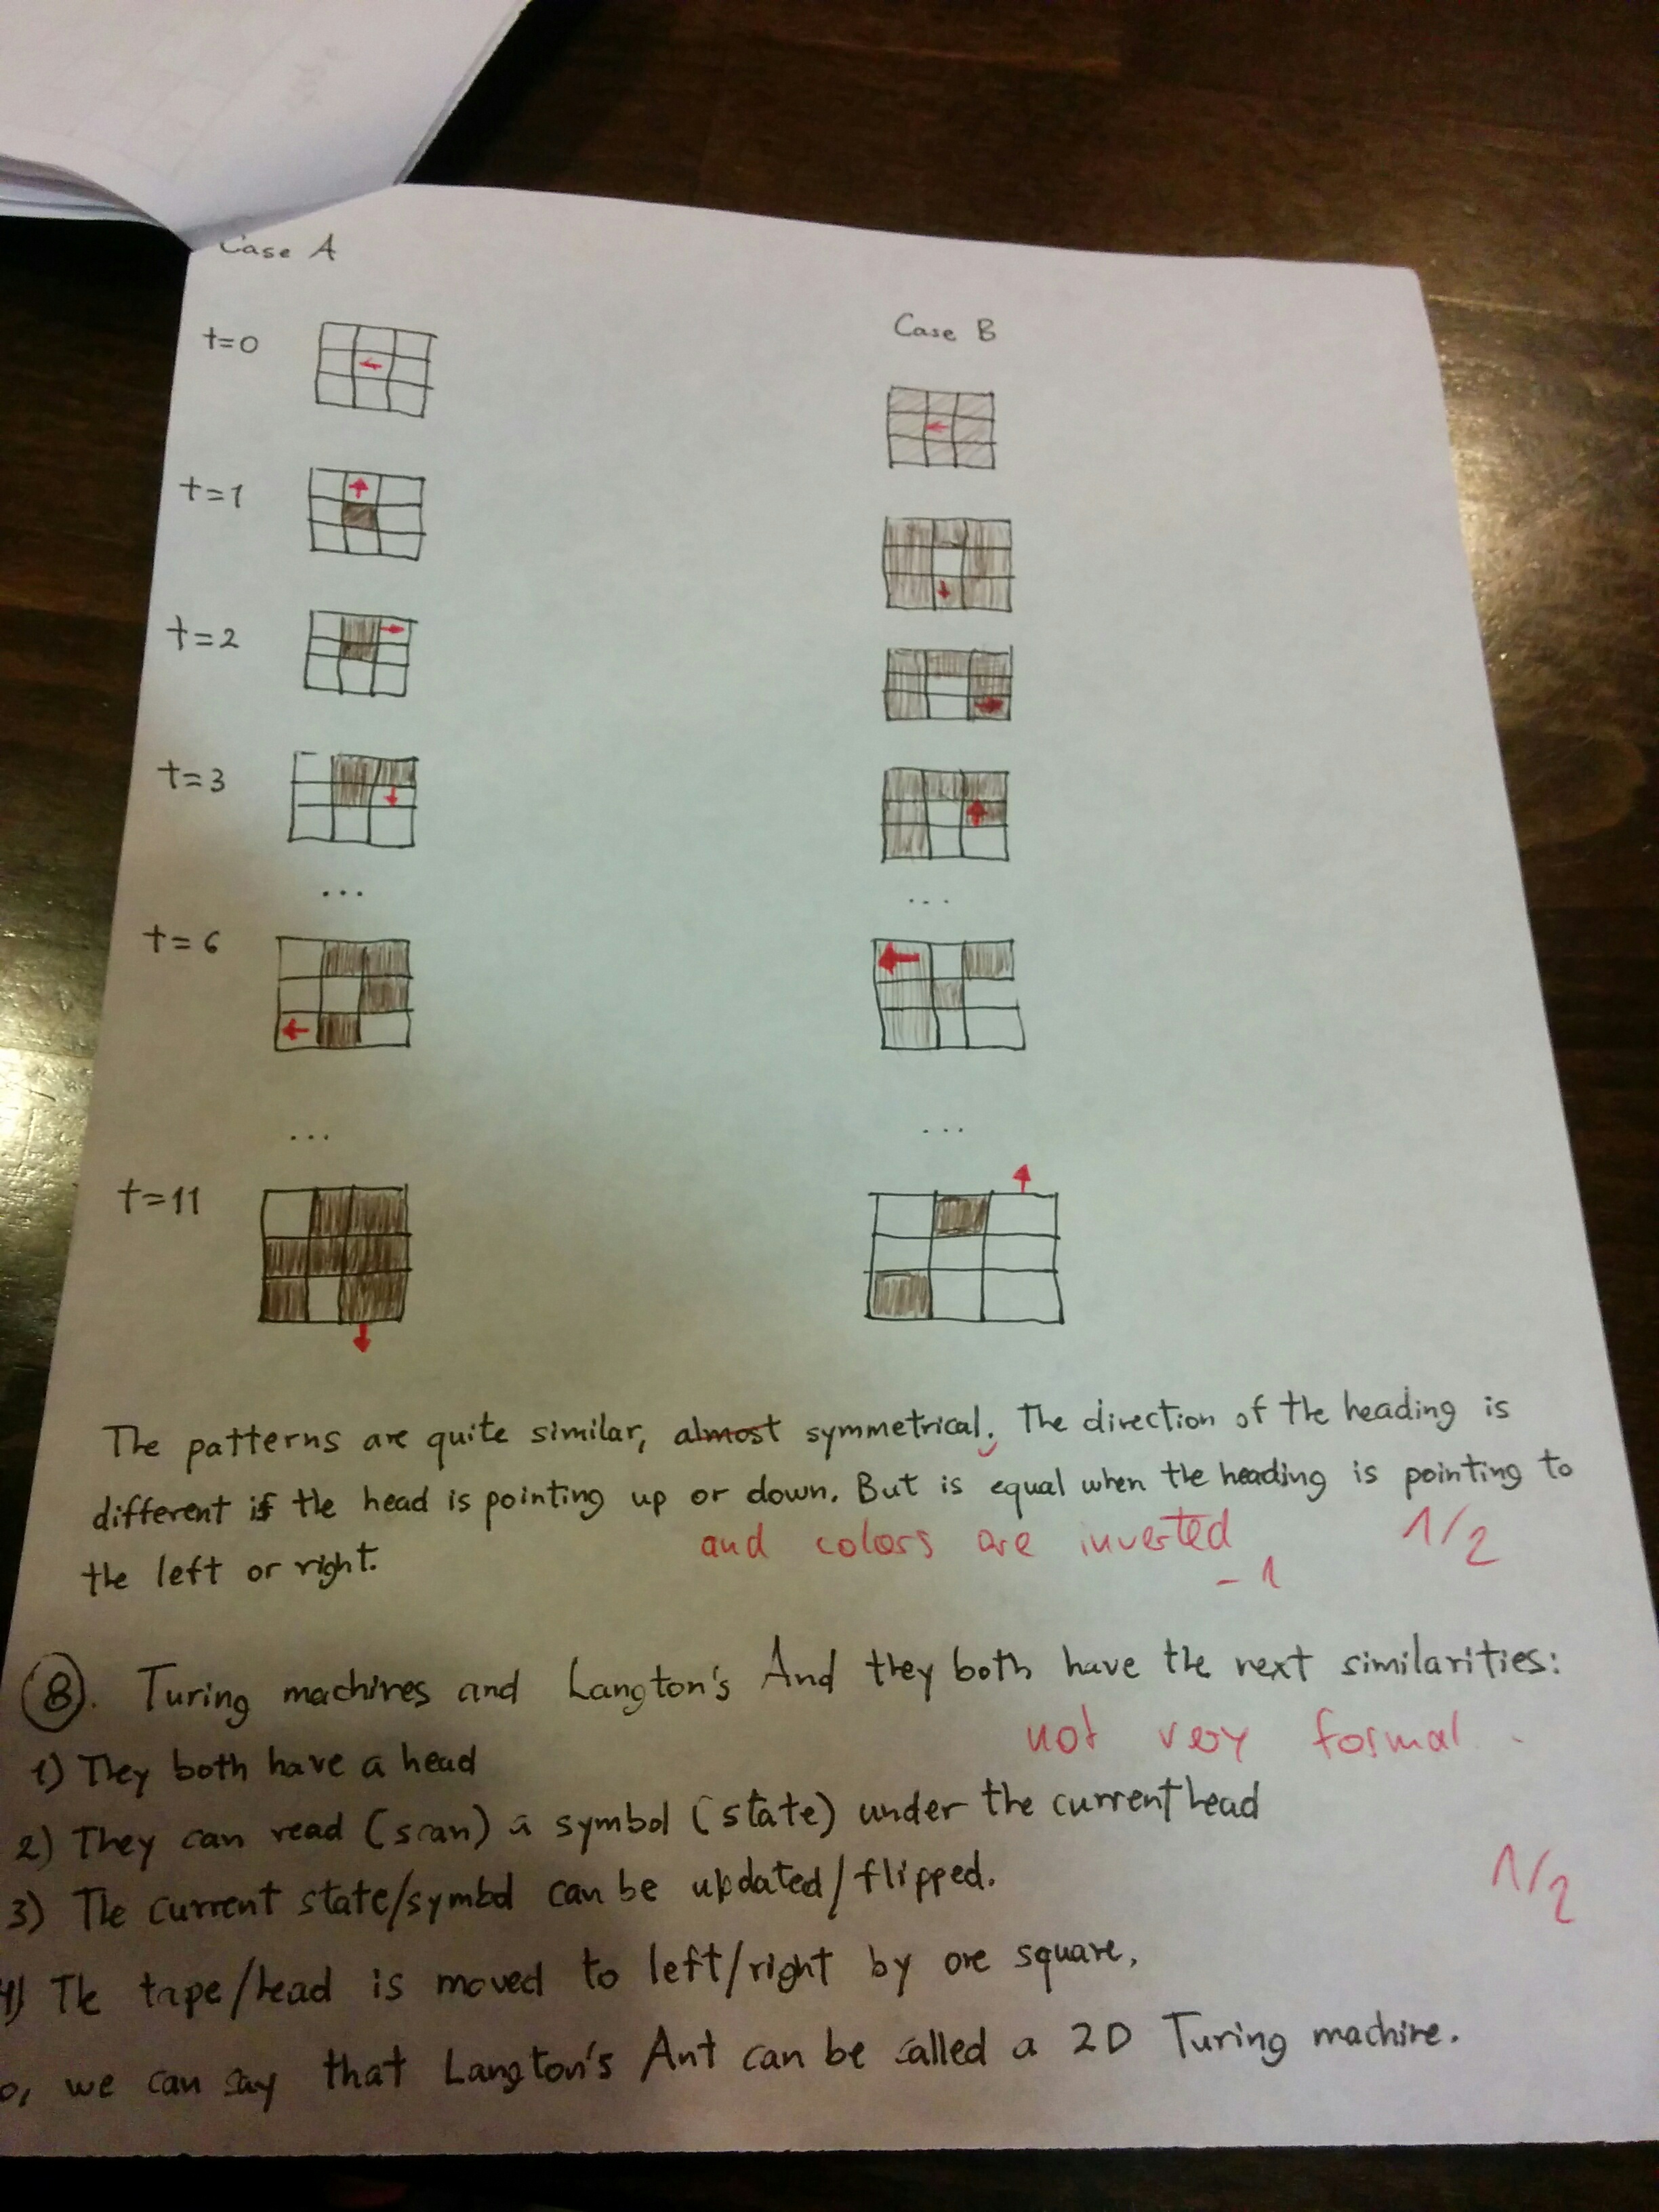 Case A
Case B
t=0
t=1
t=2
t=3
...
...
t=6
...
...
t=11
The patterns are quite similar, almost symmetrical. The direction of the heading is
different if the head is pointing up or down. But is equal when the heading is pointing to
the left or right.
and colors are inverted
1/2
-1
B. Turing machines and Langton's And they both have the next similarities:
not very formal.
1) They both have a head
2) They can read (scan) a symbol (state) under the current head
3) The current state/symbol can be updated/flipped.
1/2
4) The tape/head is moved to left/right by one square.
o, we can say that Langton's Ant can be called a 2D Turing machine.